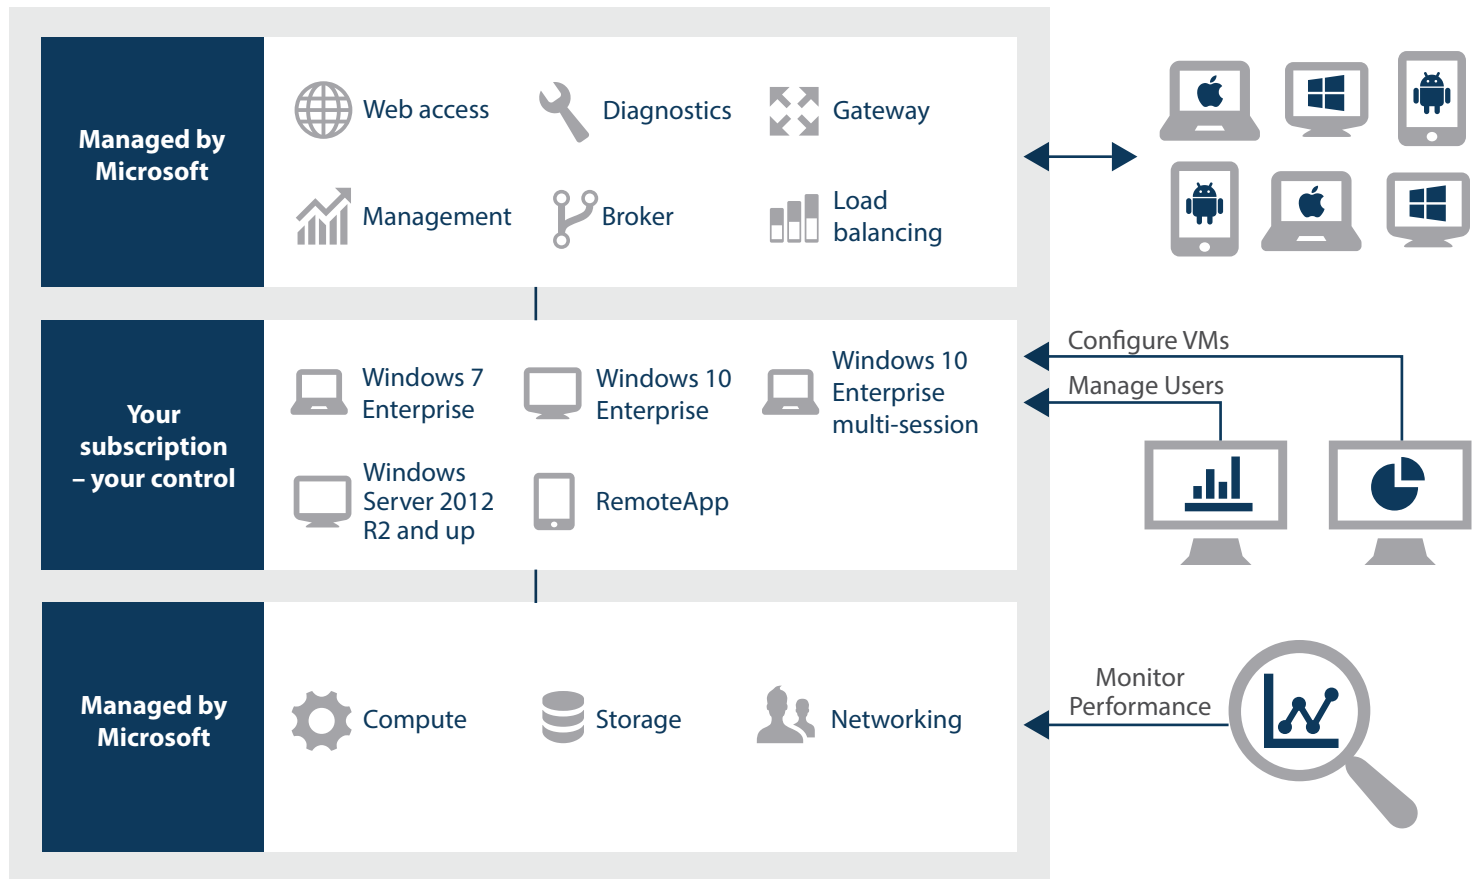 Managed by
Microsoft
Web access
Diagnostics
Gateway
Management
Broker
Load
balancing
Your
subscription
– your control
Windows 7
Enterprise
Windows 10
Enterprise
Windows 10
Enterprise
multi-session
Windows
Server 2012
R2 and up
RemoteApp
Configure VMs
Manage Users
Managed by
Microsoft
Compute
Storage
Networking
Monitor
Performance